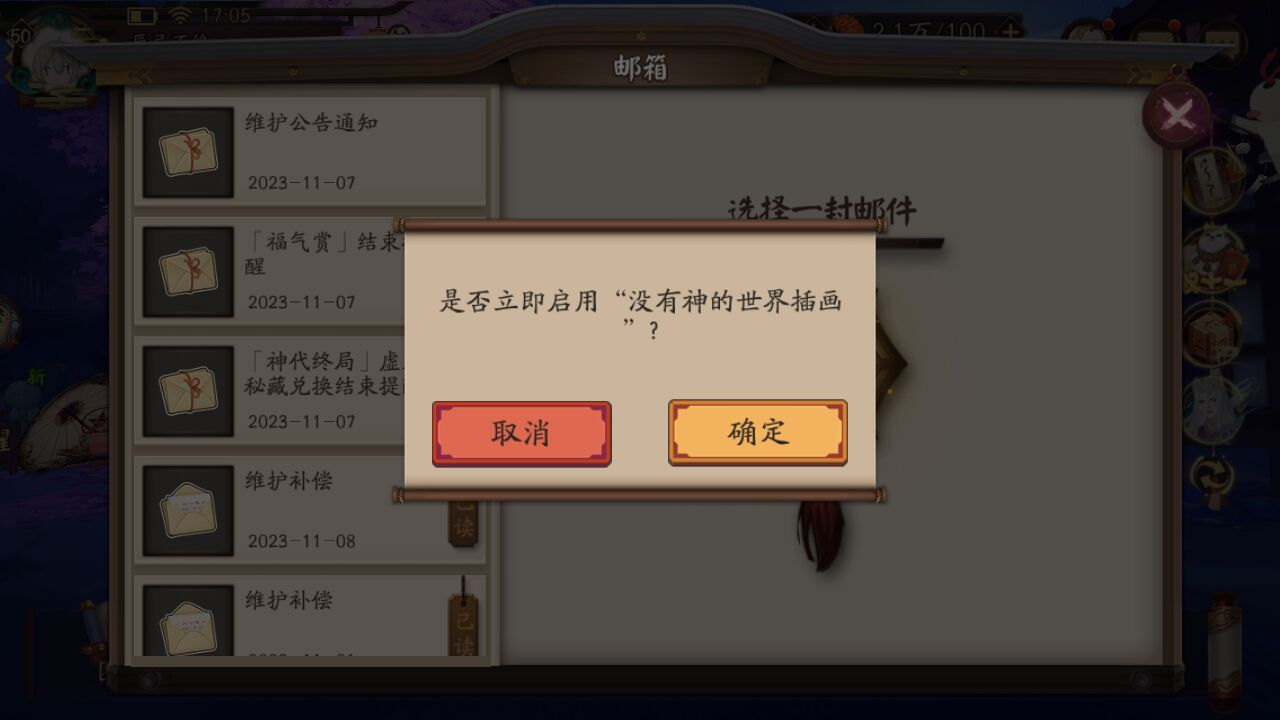 50
17:05
2.1万/100
邮箱
维护公告通知
2023-11-07
「福气赏」结束
醒
2023-11-07
「神代终局」虚
秘藏兑换结束提
2023-11-07
维护补偿
2023-11-08
已读
维护补偿
已读
选择一封邮件
是否立即启用“没有神的世界插画
”?
取消
确定
新